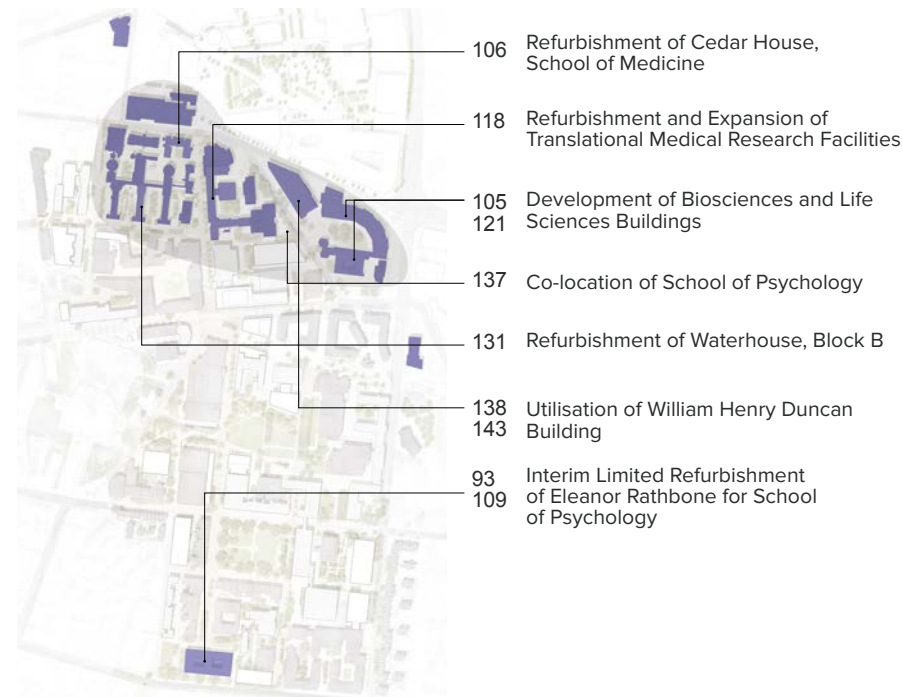 106 Refurbishment of Cedar House,
School of Medicine
118 Refurbishment and Expansion of
Translational Medical Research Facilities
105 Development of Biosciences and Life
121 Sciences Buildings
137 Co-location of School of Psychology
131 Refurbishment of Waterhouse, Block B
138 Utilisation of William Henry Duncan
143 Building
93 Interim Limited Refurbishment
109 of Eleanor Rathbone for School
of Psychology